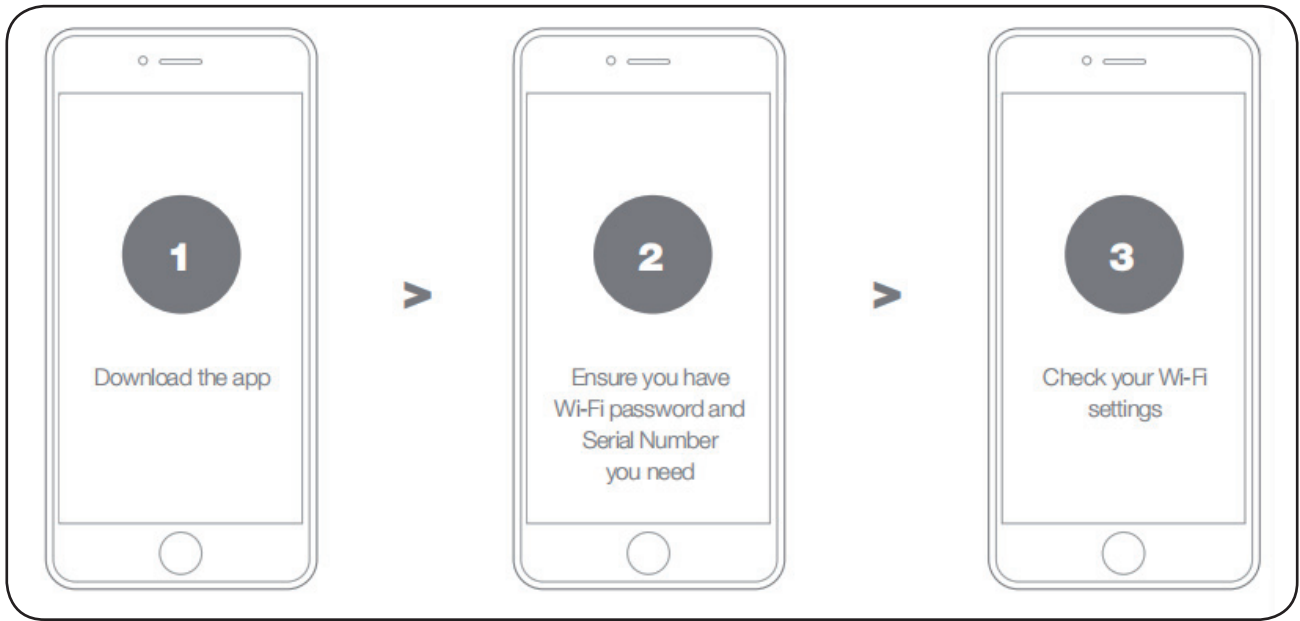 1
Download the app
>
2
Ensure you have
Wi-Fi password and
Serial Number
you need
>
3
Check your Wi-Fi
settings